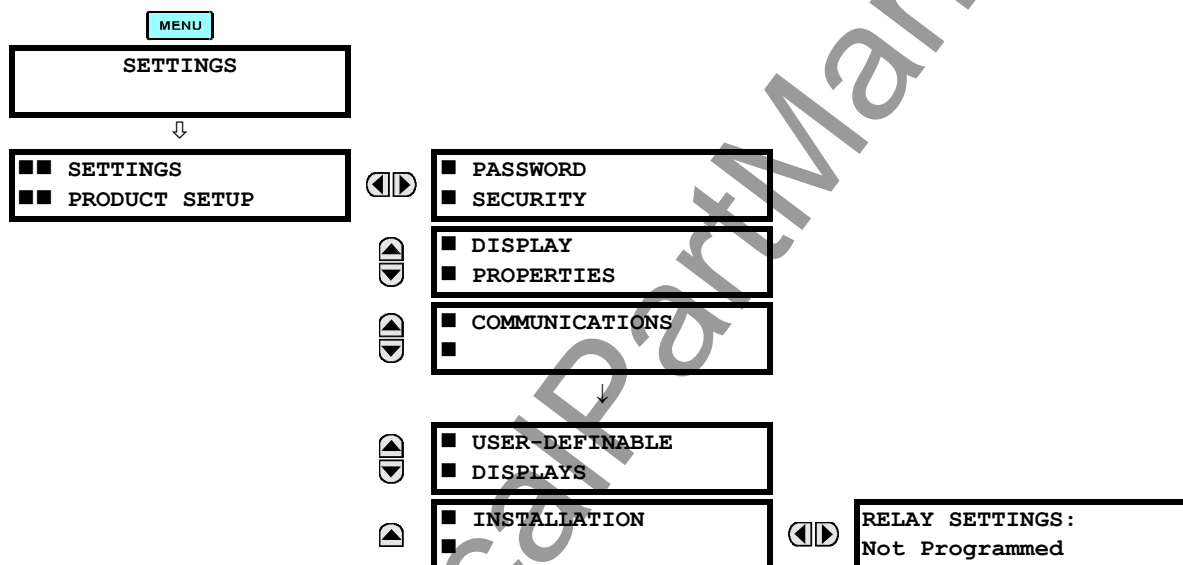 MENU
SETTINGS
■■ SETTINGS
■■ PRODUCT SETUP
■ PASSWORD
■ SECURITY
■ DISPLAY
■ PROPERTIES
■ COMMUNICATIONS
■
■ USER-DEFINABLE
■ DISPLAYS
■ INSTALLATION
■
RELAY SETTINGS:
Not Programmed